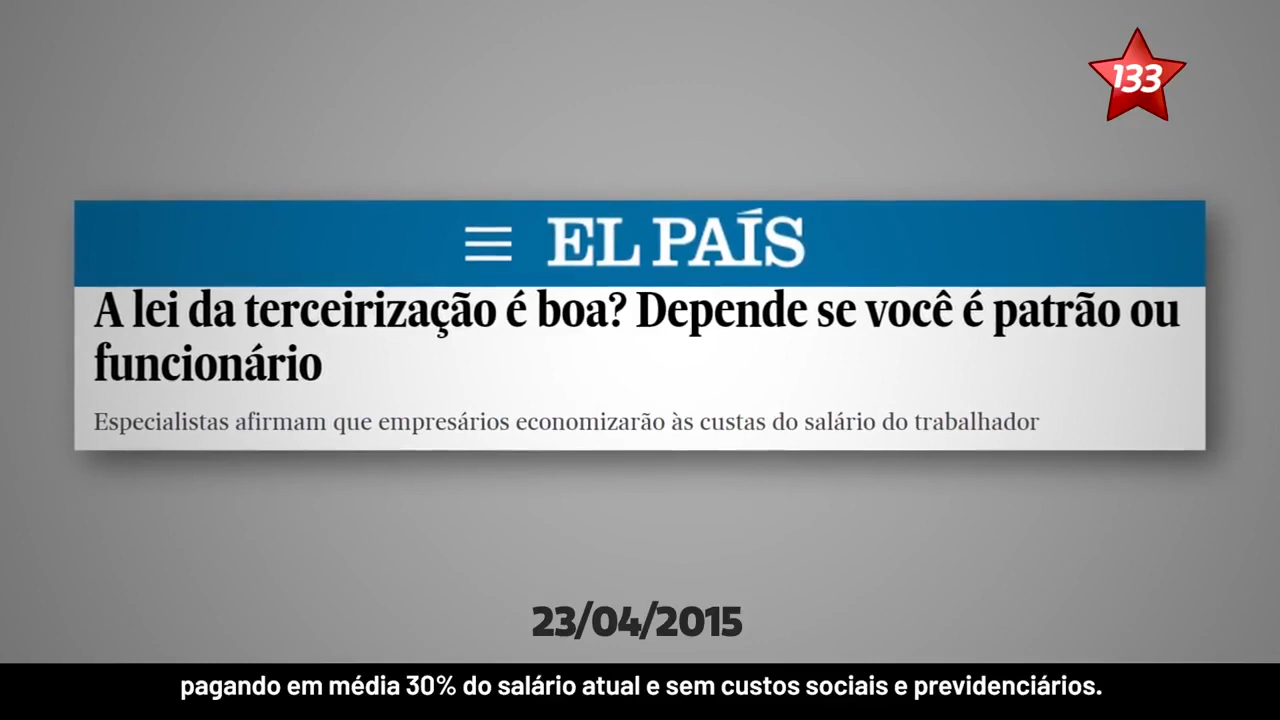 133
EL PAÍS
A lei da terceirização é boa? Depende se você é patrão ou
funcionário
Especialistas afirmam que empresários economizarão às custas do salário do trabalhador
23/04/2015
pagando em média 30% do salário atual e sem custos sociais e previdenciários.